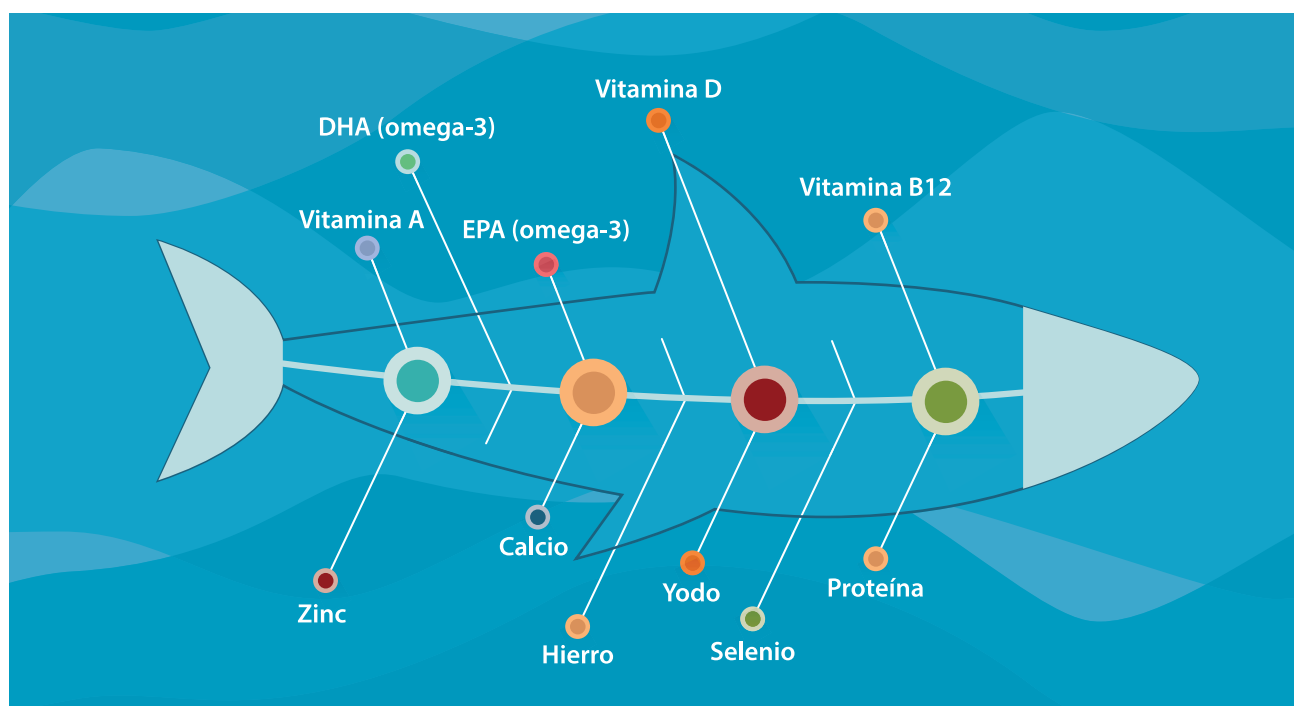 Vitamina D
DHA (omega-3)
Vitamina B12
Vitamina A
EPA (omega-3)
Calcio
Yodo
Proteína
Zinc
Hierro
Selenio